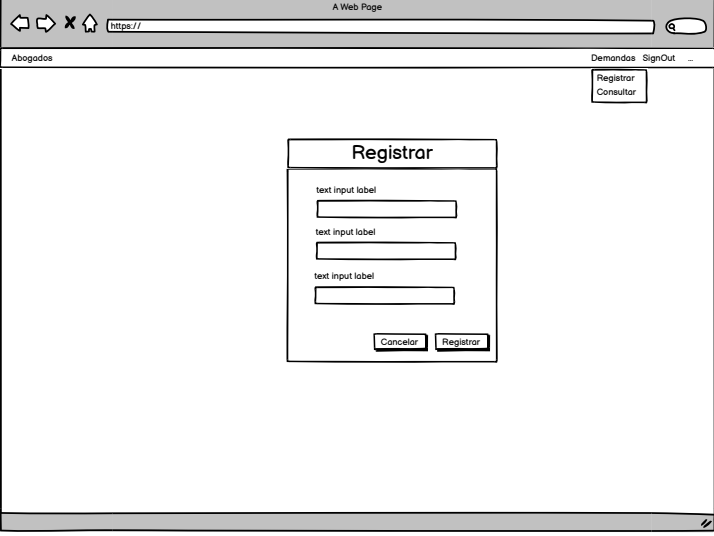 A Web Page
https://
Abogados
Demandas SignOut ...
Registrar
Consultar
Registrar
text input label
text input label
text input label
Cancelar Registrar